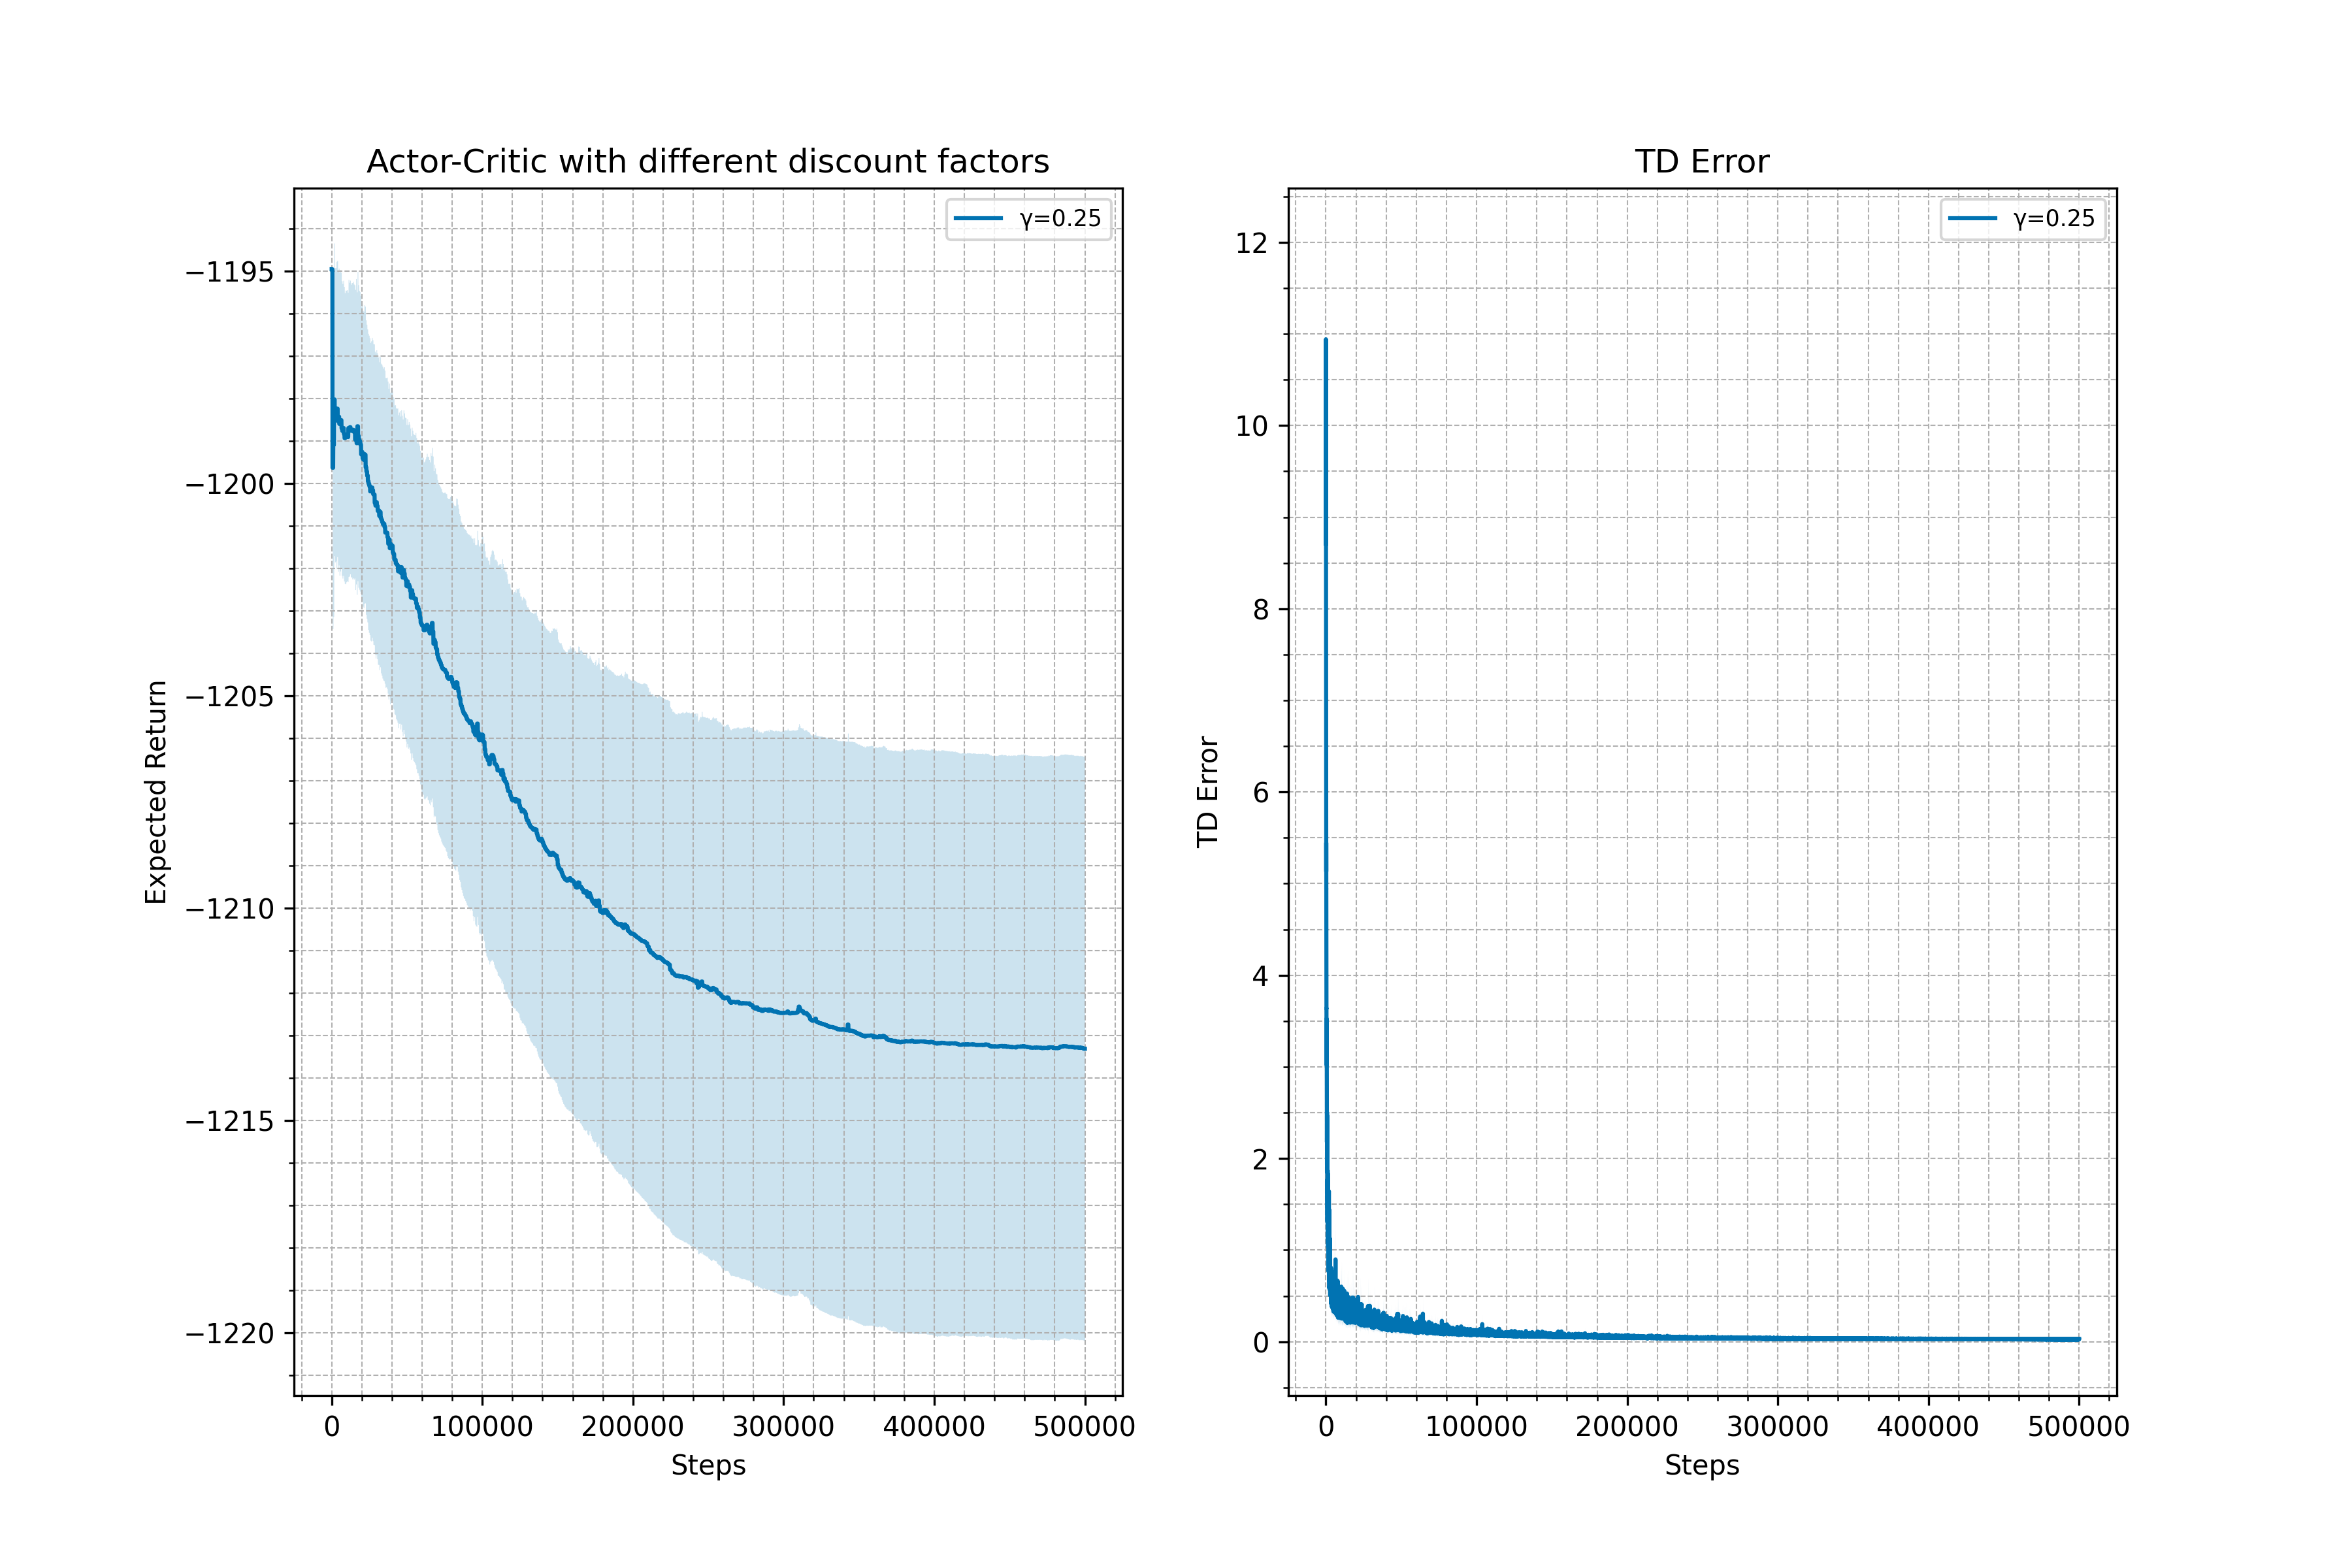 Actor-Critic with different discount factors
γ=0.25
−1195
−1200
−1205
−1210
−1215
−1220
Expected Return
0 100000 200000 300000 400000 500000
Steps
TD Error
γ=0.25
12
10
8
6
4
2
0
TD Error
0 100000 200000 300000 400000 500000
Steps